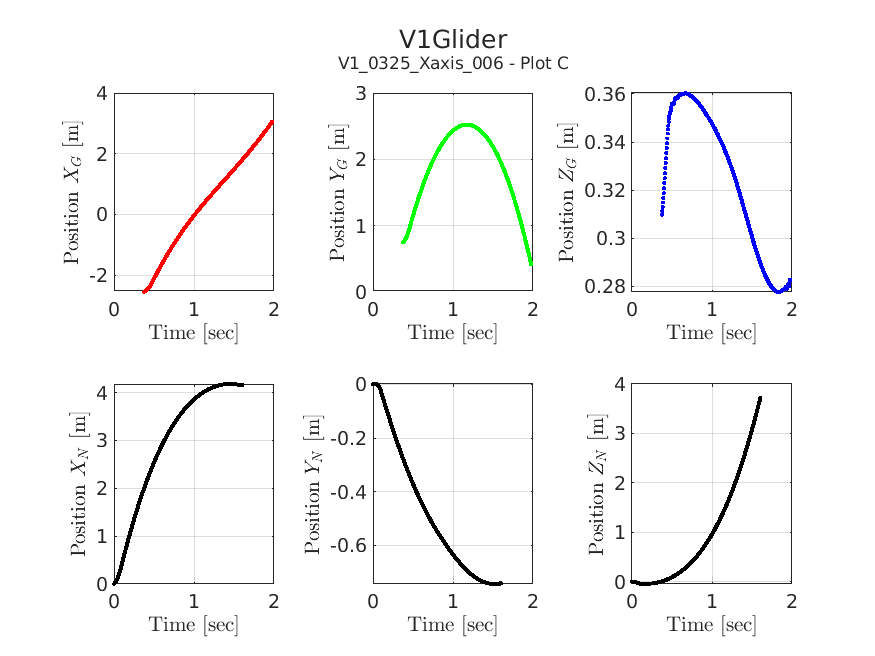 V1Glider
V1_0325_Xaxis_006 - Plot C
Position X_G [m]
4
2
0
-2
0 1 2
Time [sec]
Position Y_G [m]
3
2
1
0
0 1 2
Time [sec]
Position Z_G [m]
0.36
0.34
0.32
0.3
0.28
0 1 2
Time [sec]
Position X_N [m]
4
3
2
1
0
0 1 2
Time [sec]
Position Y_N [m]
0
-0.2
-0.4
-0.6
0 1 2
Time [sec]
Position Z_N [m]
4
3
2
1
0
0 1 2
Time [sec]